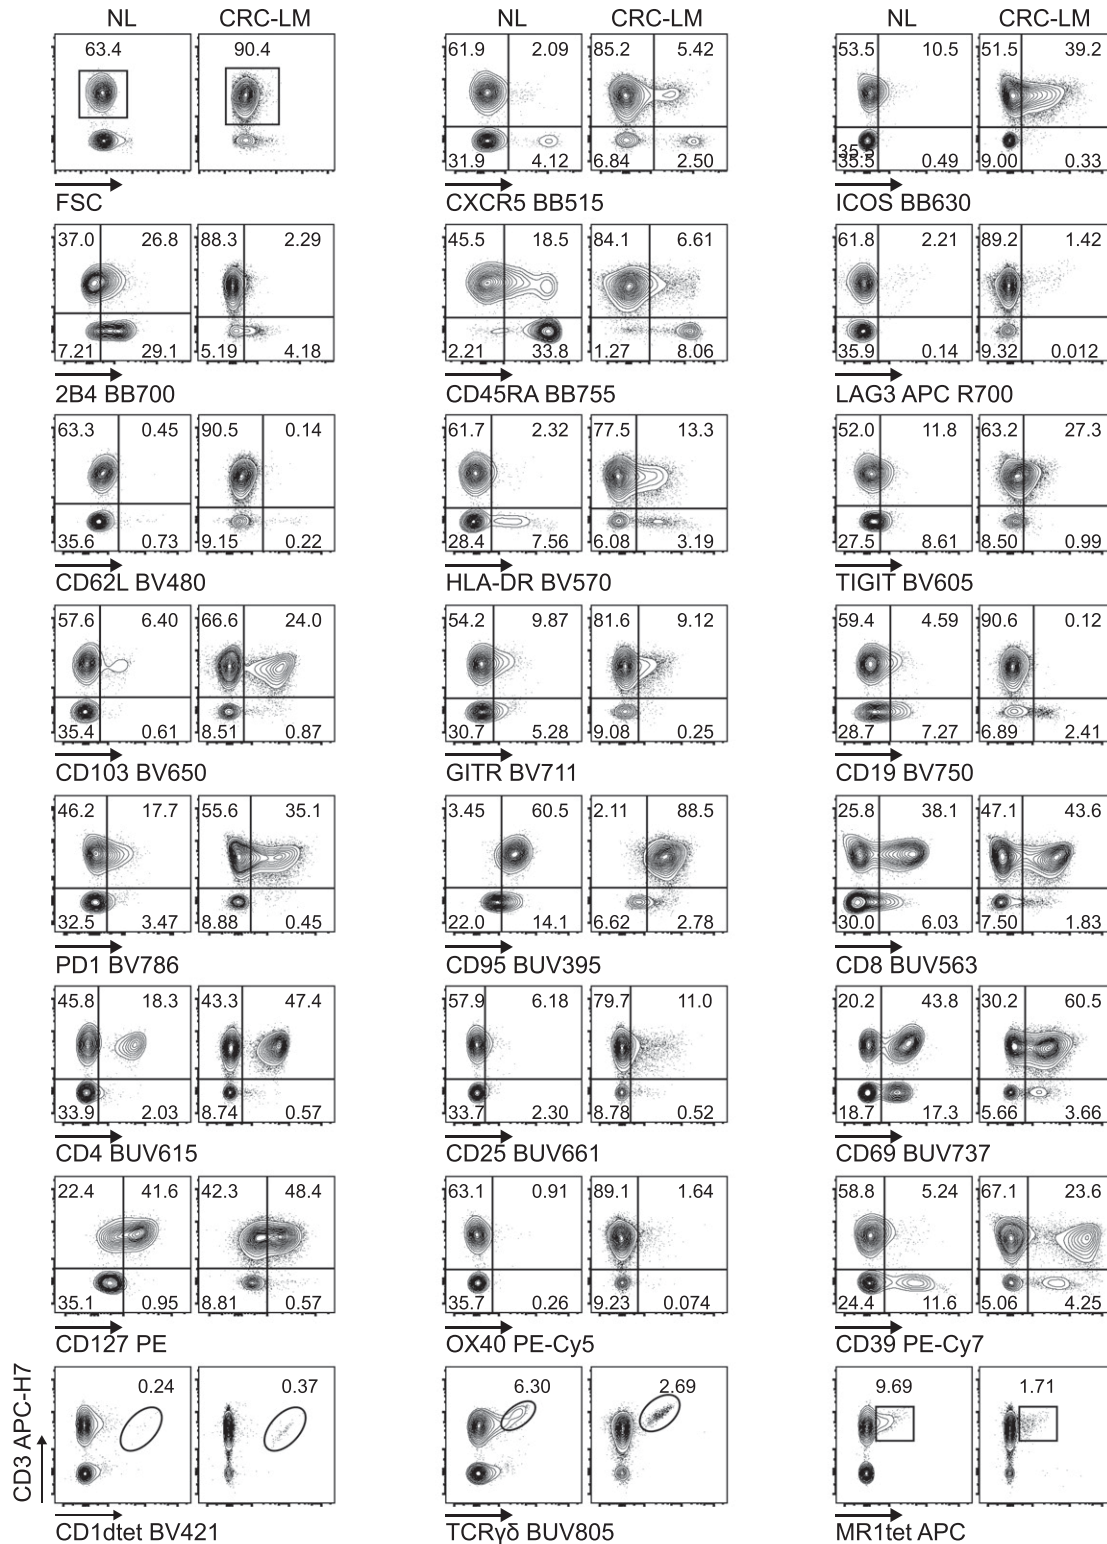 NL CRC-LM NL CRC-LM NL CRC-LM
63.4 90.4 61.9 2.09 85.2 5.42 53.5 10.5 51.5 39.2
31.9 4.12 6.84 2.50 35.5 0.49 9.00 0.33
FSC CXCR5 BB515 ICOS BB630
37.0 26.8 88.3 2.29 45.5 18.5 84.1 6.61 61.8 2.21 89.2 1.42
7.21 29.1 5.19 4.18 2.21 33.8 1.27 8.06 35.9 0.14 9.32 0.012
2B4 BB700 CD45RA BB755 LAG3 APC R700
63.3 0.45 90.5 0.14 61.7 2.32 77.5 13.3 52.0 11.8 63.2 27.3
35.6 0.73 9.15 0.22 28.4 7.56 6.08 3.19 27.5 8.61 8.50 0.99
CD62L BV480 HLA-DR BV570 TIGIT BV605
57.6 6.40 66.6 24.0 54.2 9.87 81.6 9.12 59.4 4.59 90.6 0.12
35.4 0.61 8.51 0.87 30.7 5.28 9.08 0.25 28.7 7.27 6.89 2.41
CD103 BV650 GITR BV711 CD19 BV750
46.2 17.7 55.6 35.1 3.45 60.5 2.11 88.5 25.8 38.1 47.1 43.6
32.5 3.47 8.88 0.45 22.0 14.1 6.62 2.78 30.0 6.03 7.50 1.83
PD1 BV786 CD95 BUV395 CD8 BUV563
45.8 18.3 43.3 47.4 57.9 6.18 79.7 11.0 20.2 43.8 30.2 60.5
33.9 2.03 8.74 0.57 33.7 2.30 8.78 0.52 18.7 17.3 5.66 3.66
CD4 BUV615 CD25 BUV661 CD69 BUV737
22.4 41.6 42.3 48.4 63.1 0.91 89.1 1.64 58.8 5.24 67.1 23.6
35.1 0.95 8.81 0.57 35.7 0.26 9.23 0.074 24.4 11.6 5.06 4.25
CD127 PE OX40 PE-Cy5 CD39 PE-Cy7
0.24 0.37 6.30 2.69 9.69 1.71
CD3 APC-H7
CD1dtet BV421 TCRγδ BUV805 MR1tet APC